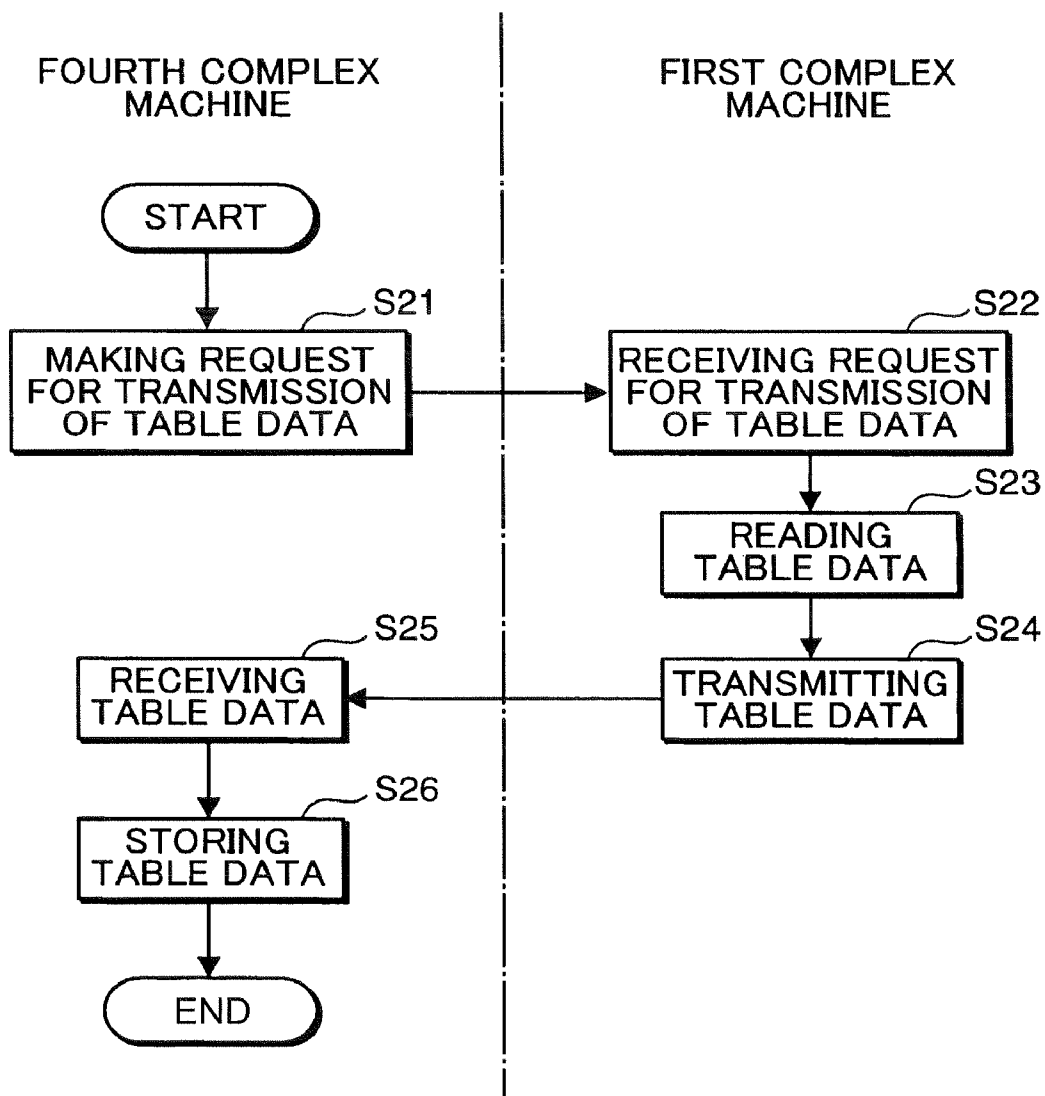 FOURTH COMPLEX
MACHINE
FIRST COMPLEX
MACHINE
START
S21
MAKING REQUEST
FOR TRANSMISSION
OF TABLE DATA
S22
RECEIVING REQUEST
FOR TRANSMISSION
OF TABLE DATA
S23
READING
TABLE DATA
S24
TRANSMITTING
TABLE DATA
S25
RECEIVING
TABLE DATA
S26
STORING
TABLE DATA
END